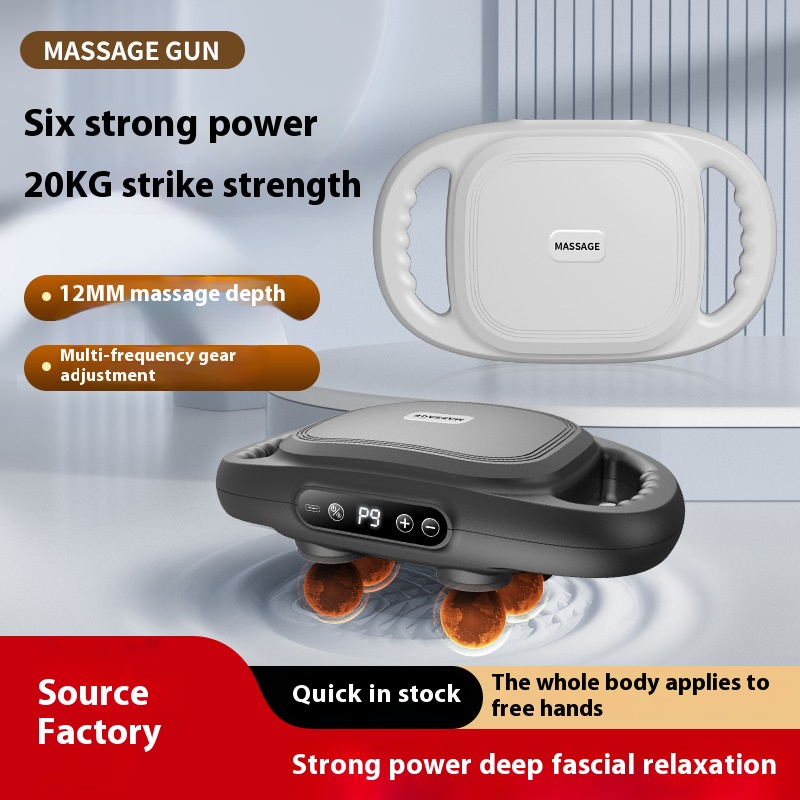 MASSAGE GUN
Six strong power
20KG strike strength
MASSAGE
12MM massage depth
Multi-frequency gear
adjustment
MASSAGE
P9
Source
Factory
Quick in stock
The whole body applies to
free hands
Strong power deep fascial relaxation